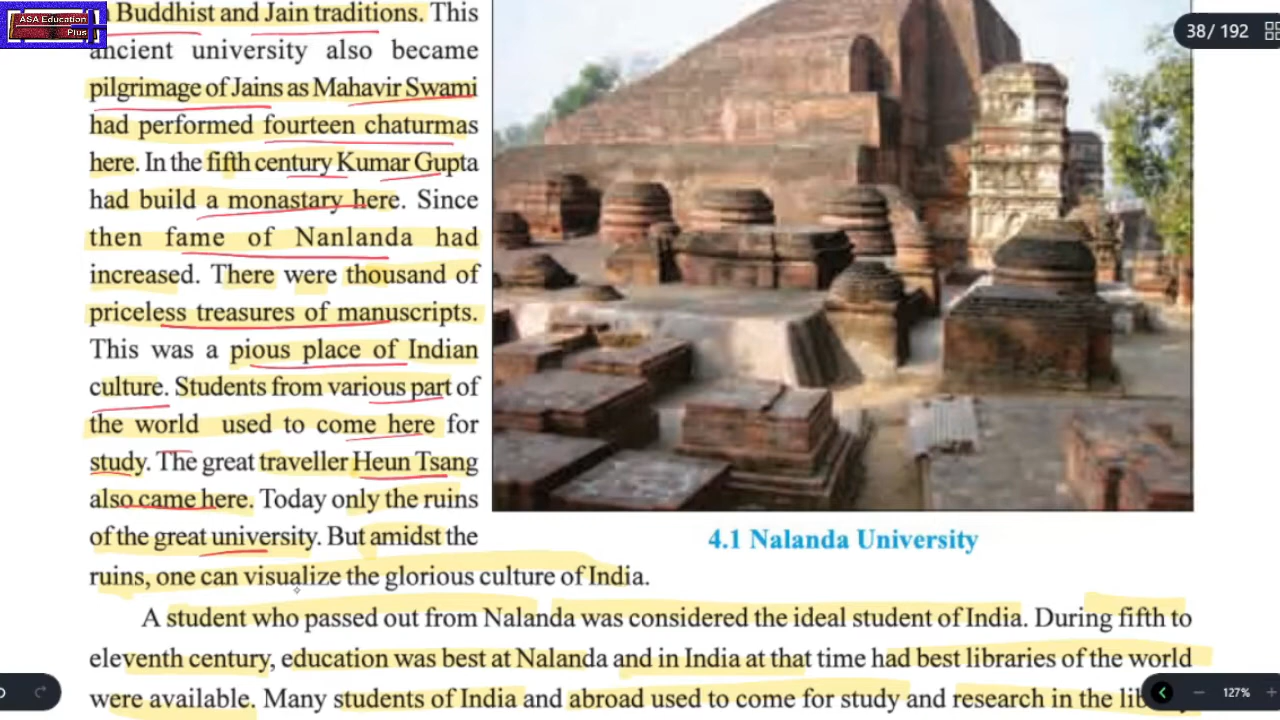 ASA Education
Plus
38/ 192
Buddhist and Jain traditions. This
ancient university also became
pilgrimage of Jains as Mahavir Swami
had performed fourteen chaturmas
here. In the fifth century Kumar Gupta
had build a monastary here. Since
then fame of Nanlanda had
increased. There were thousand of
priceless treasures of manuscripts.
This was a pious place of Indian
culture. Students from various part of
the world used to come here for
study. The great traveller Heun Tsang
also came here. Today only the ruins
of the great university. But amidst the
ruins, one can visualize the glorious culture of India.
4.1 Nalanda University
A student who passed out from Nalanda was considered the ideal student of India. During fifth to
eleventh century, education was best at Nalanda and in India at that time had best libraries of the world
were available. Many students of India and abroad used to come for study and research in the
127%